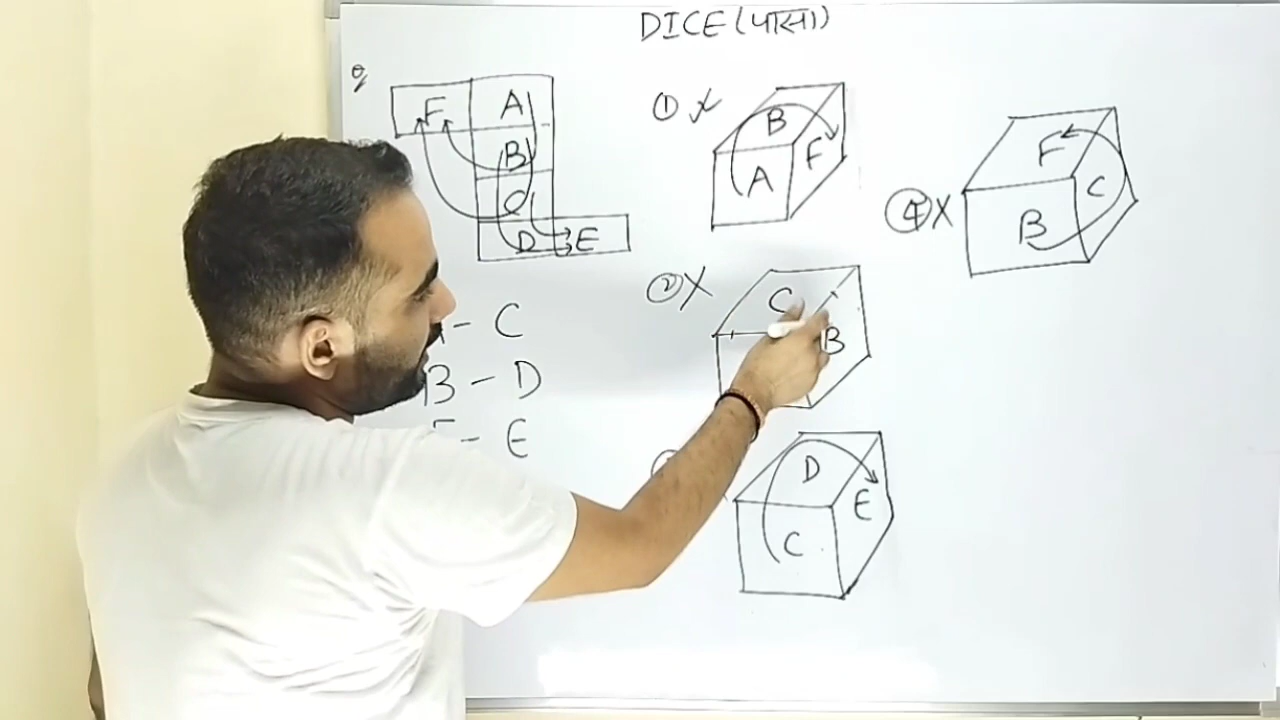 DICE (पासा)
Q
F A
B
C
D E
- C
B - D
- E
① X
B
A F
② X
C
B
D
C E
④ X
F
B C